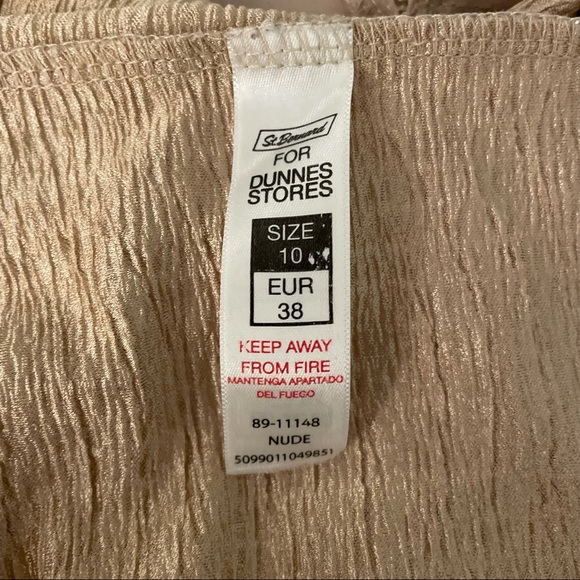 St. Bernard
FOR
DUNNES
STORES
SIZE
10
EUR
38
KEEP AWAY
FROM FIRE
MANTENGA APARTADO
DEL FUEGO
89-11148
NUDE
5099011049851